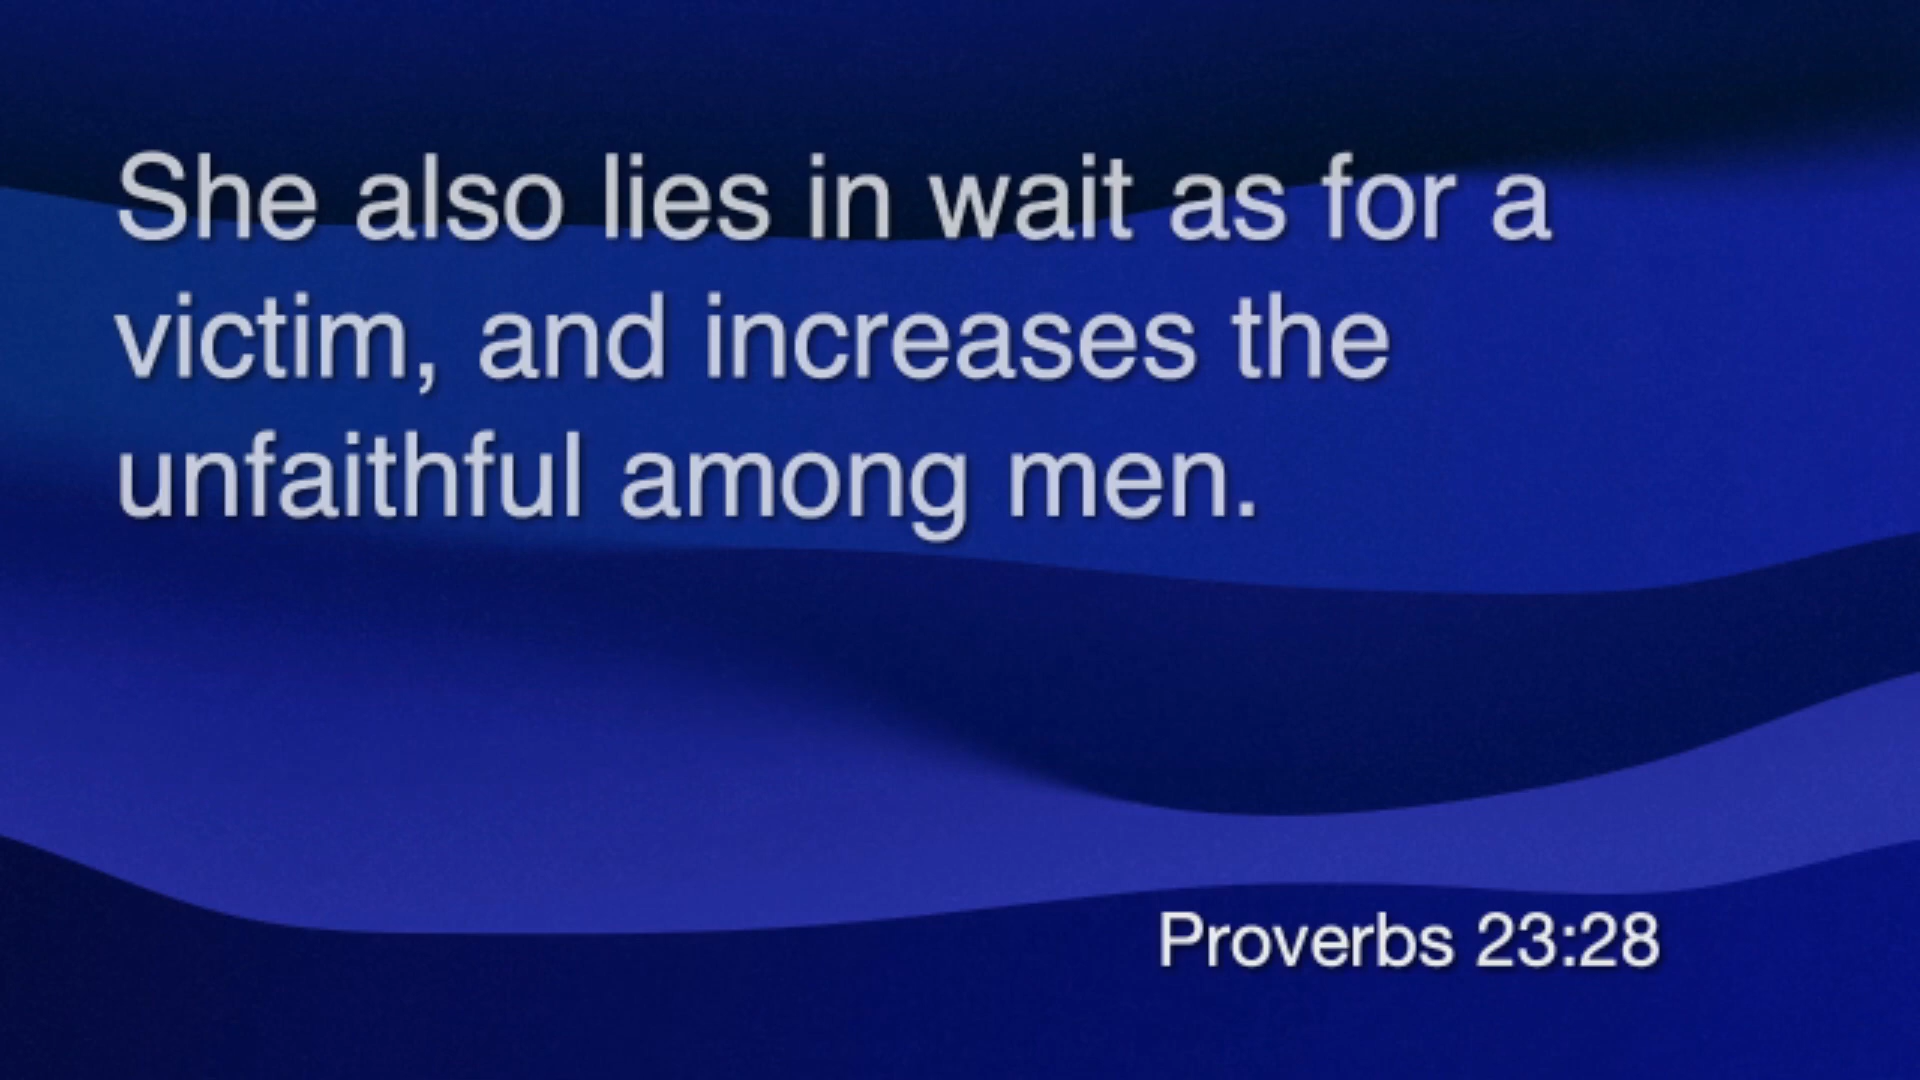 She also lies in wait as for a
victim, and increases the
unfaithful among men.
Proverbs 23:28